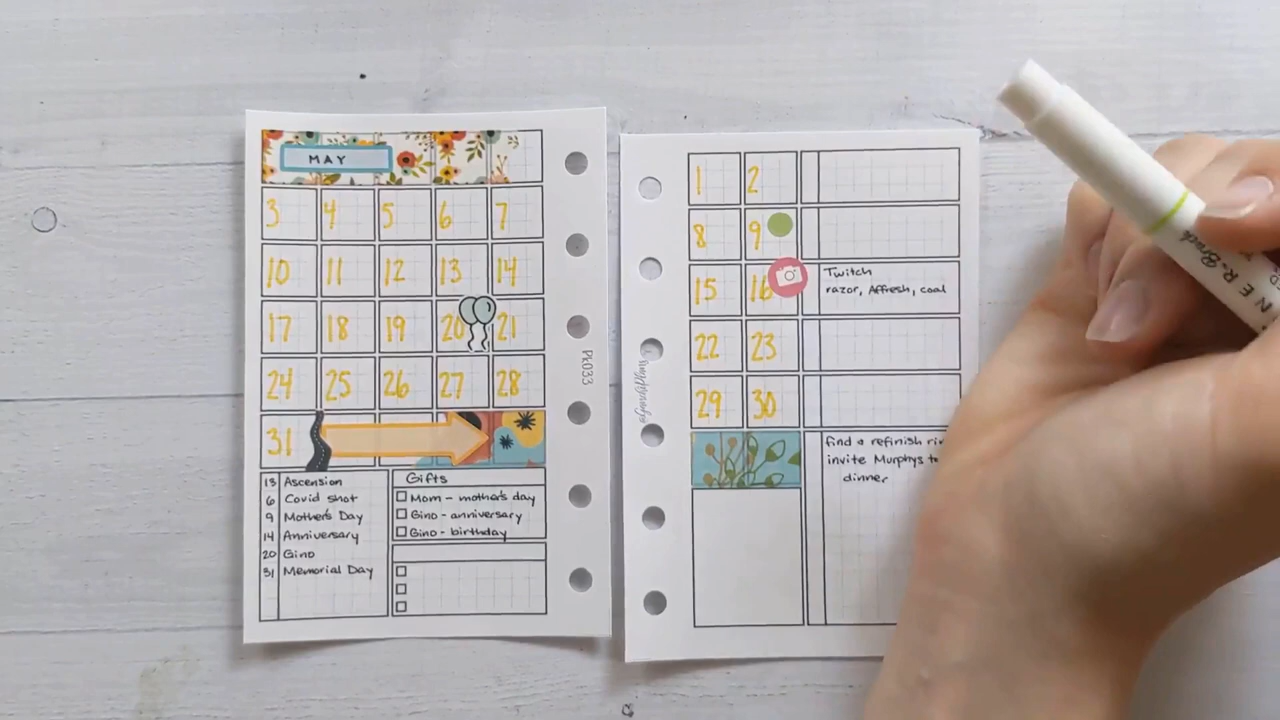 MAY
3 4 5 6 7
10 11 12 13 14
17 18 19 20 21
24 25 26 27 28
31
13 Ascension
6 Covid shot
9 Mother's Day
14 Anniversary
20 Gino
31 Memorial Day
Gifts
Mom - mother's day
Gino - anniversary
Gino - birthday
PK033
1 2
8 9
15 16
22 23
29 30
Twitch
razor, Affresh, coal
find a refinish
invite Murphys
dinner